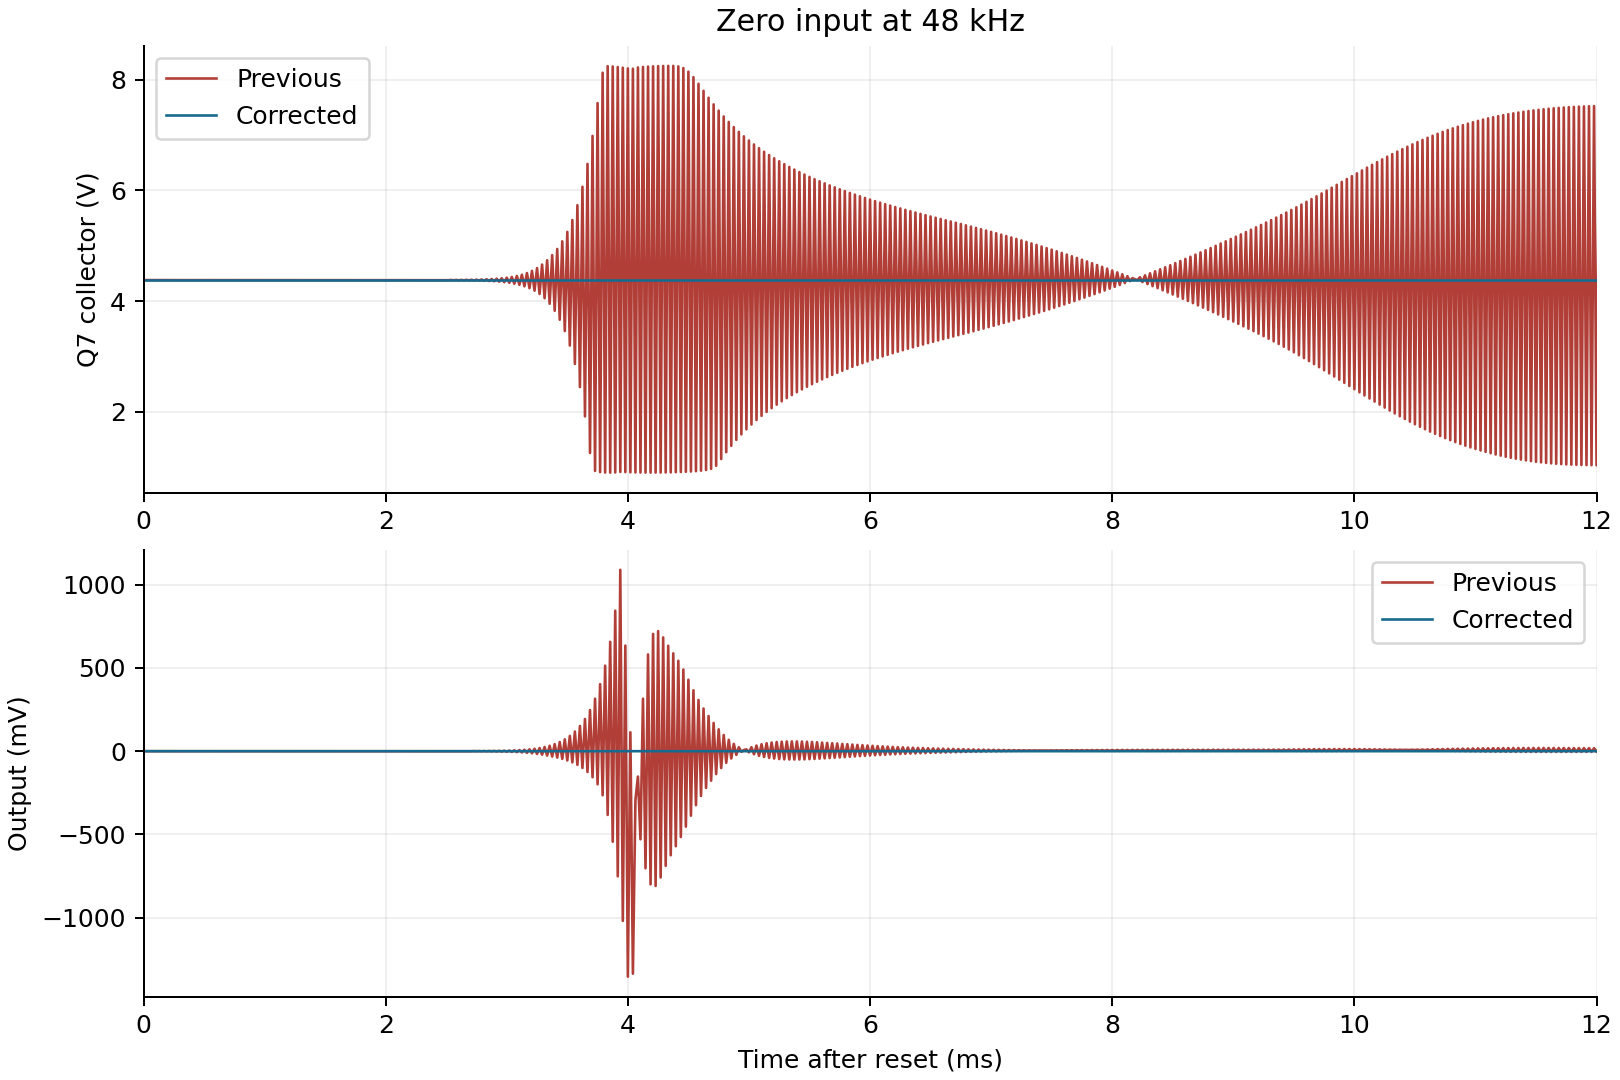 Zero input at 48 kHz
Previous
Corrected
Q7 collector (V)
8
6
4
2
0 2 4 6 8 10 12
Previous
Corrected
Output (mV)
1000
500
0
−500
−1000
0 2 4 6 8 10 12
Time after reset (ms)